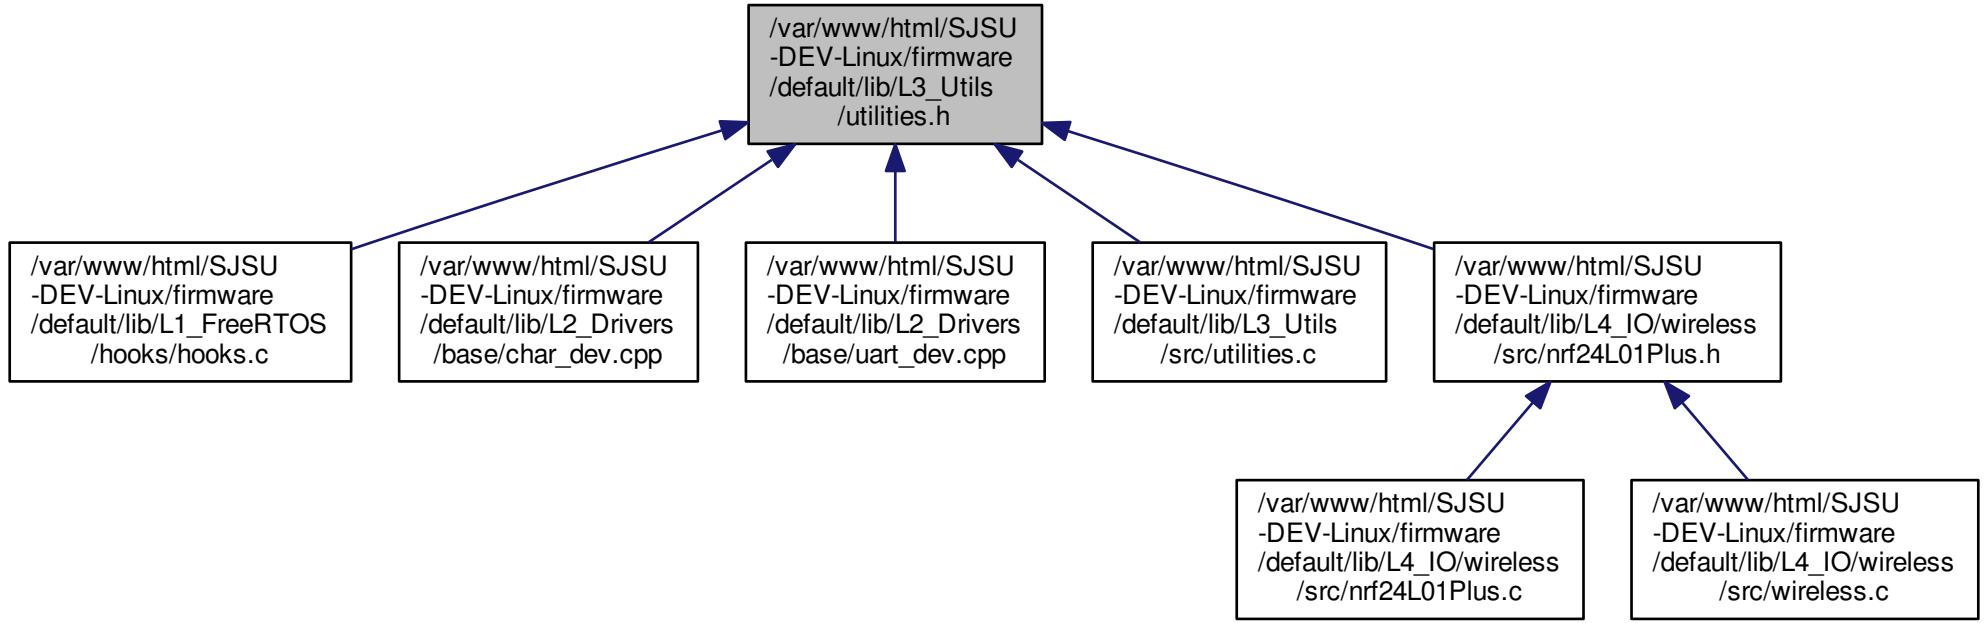 /var/www/html/SJSU
-DEV-Linux/firmware
/default/lib/L3_Utils
/utilities.h
/var/www/html/SJSU
-DEV-Linux/firmware
/default/lib/L1_FreeRTOS
/hooks/hooks.c
/var/www/html/SJSU
-DEV-Linux/firmware
/default/lib/L2_Drivers
/base/char_dev.cpp
/var/www/html/SJSU
-DEV-Linux/firmware
/default/lib/L2_Drivers
/base/uart_dev.cpp
/var/www/html/SJSU
-DEV-Linux/firmware
/default/lib/L3_Utils
/src/utilities.c
/var/www/html/SJSU
-DEV-Linux/firmware
/default/lib/L4_IO/wireless
/src/nrf24L01Plus.h
/var/www/html/SJSU
-DEV-Linux/firmware
/default/lib/L4_IO/wireless
/src/nrf24L01Plus.c
/var/www/html/SJSU
-DEV-Linux/firmware
/default/lib/L4_IO/wireless
/src/wireless.c